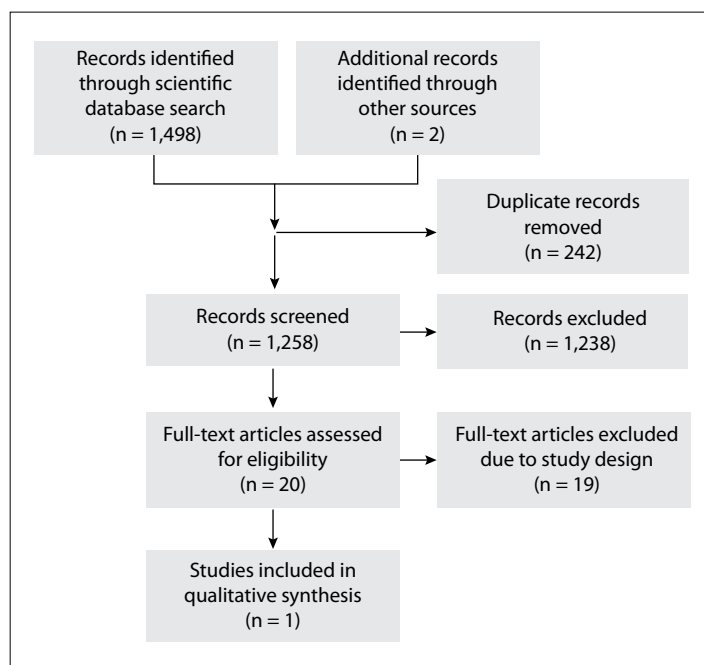 Records identified
through scientific
database search
(n = 1,498)
Additional records
identified through
other sources
(n = 2)
Duplicate records
removed
(n = 242)
Records screened
(n = 1,258)
Records excluded
(n = 1,238)
Full-text articles assessed
for eligibility
(n = 20)
Full-text articles excluded
due to study design
(n = 19)
Studies included in
qualitative synthesis
(n = 1)